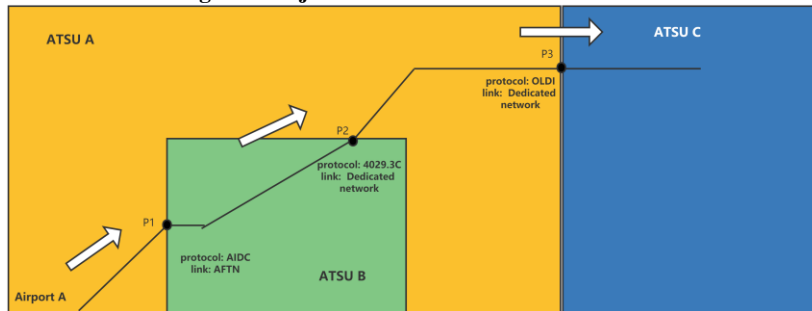 ATSU A
ATSU C
P3
protocol: OLDI
link:  Dedicated
network
P2
protocol: 4029.3C
link:  Dedicated
network
P1
protocol: AIDC
link: AFTN
ATSU B
Airport A